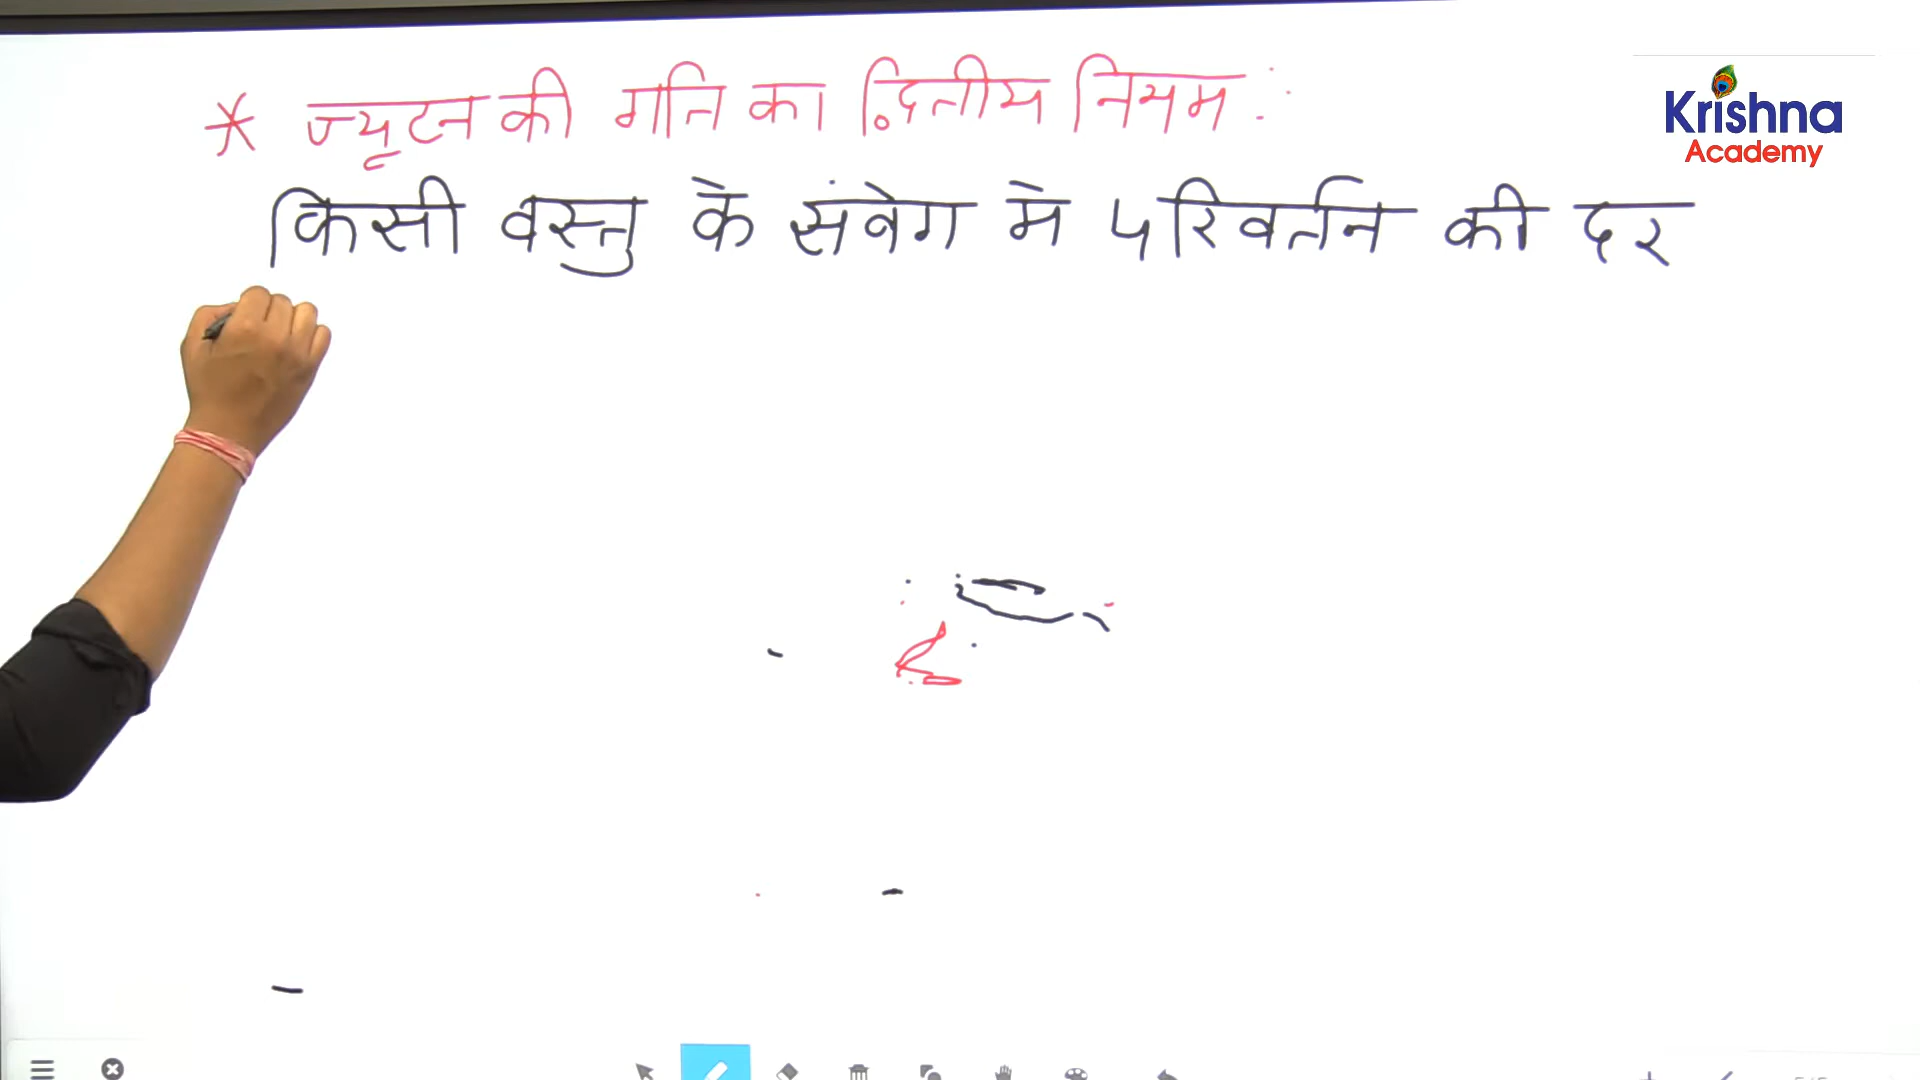 * न्यूटन की गति का द्वितीय नियम :
किसी वस्तु के संवेग मे परिवर्तन की दर
Krishna
Academy